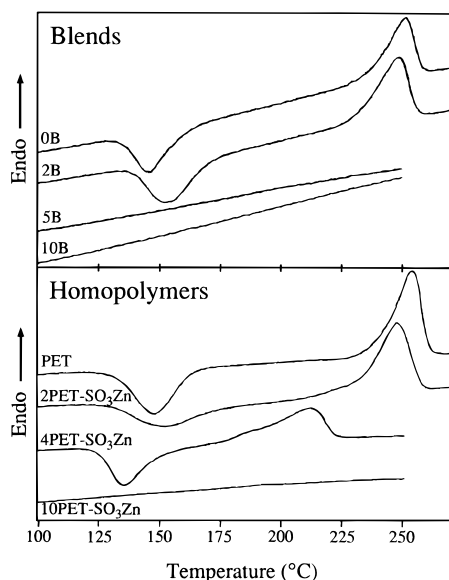 Blends
Endo
0B
2B
5B
10B
Homopolymers
Endo
PET
2PET-SO₃Zn
4PET-SO₃Zn
10PET-SO₃Zn
100 125 150 175 200 225 250
Temperature (°C)